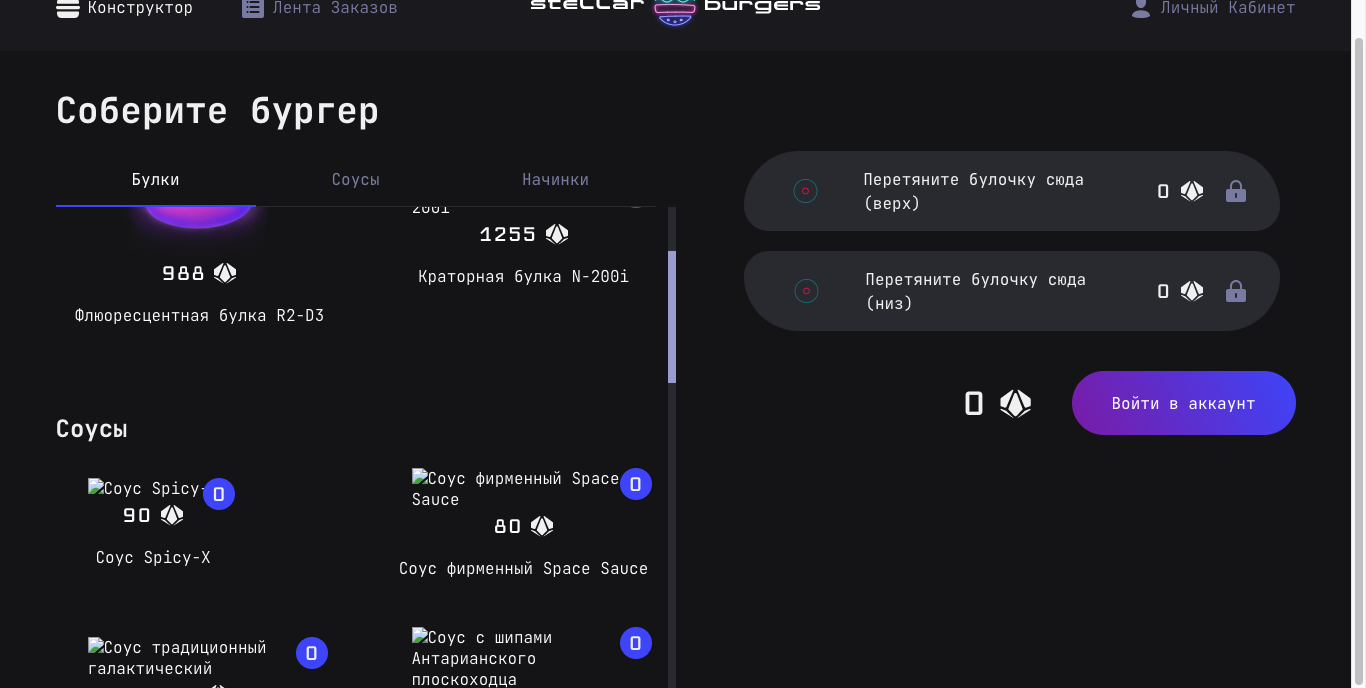 Конструктор
Лента Заказов
stellar burgers
Личный Кабинет
Соберите бургер
Булки
Соусы
Начинки
200i
988
1255
Флюоресцентная булка R2-D3
Краторная булка N-200i
Соусы
Соус Spicy-
0
90
Соус Spicy-X
Соус фирменный Space
Sauce
0
80
Соус фирменный Space Sauce
Соус традиционный
галактический
0
Соус с шипами
Антарианского
плоскоходца
0
Перетяните булочку сюда
(верх)
0
Перетяните булочку сюда
(низ)
0
0
Войти в аккаунт